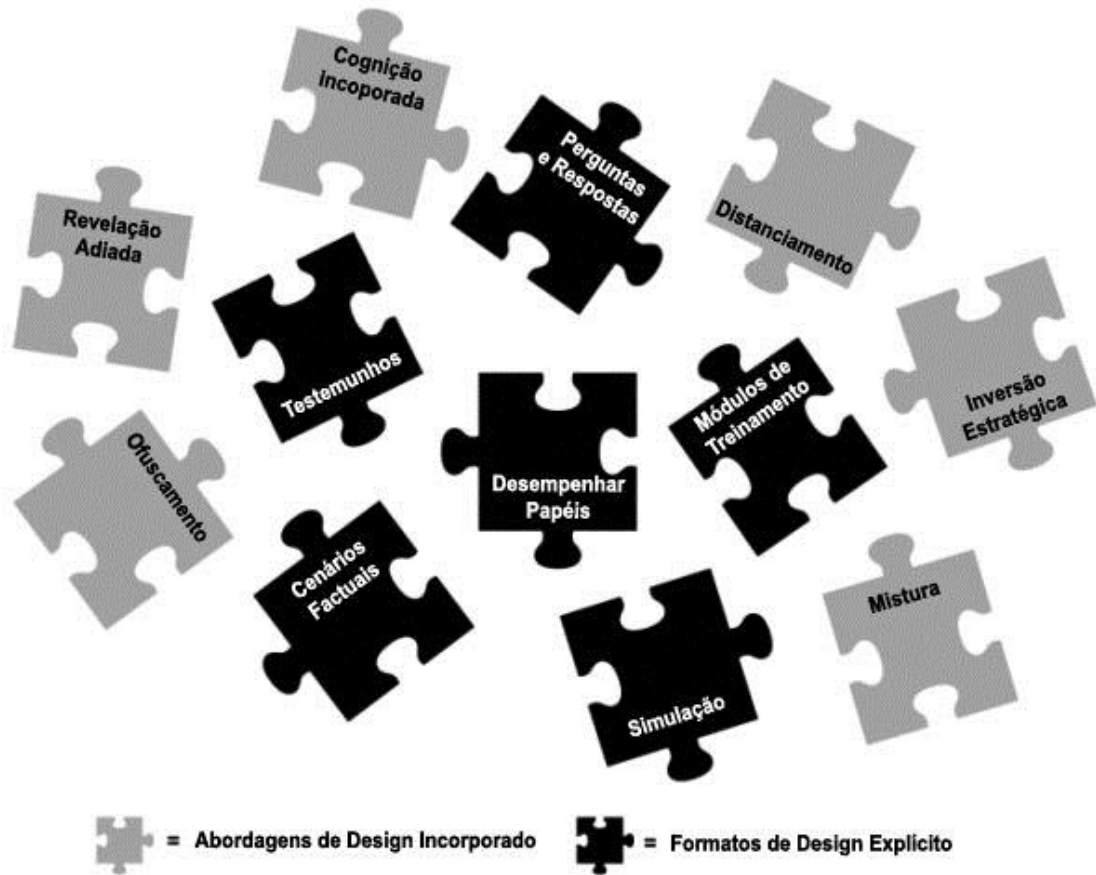 Cognição
incoporada
Perguntas
e Respostas
Distanciamento
Revelação
Adiada
Testemunhos
Módulos de
Treinamento
Inversão
Estratégica
Ofuscamento
Desempenhar
Papéis
Cenários
Factuais
Mistura
Simulação
= Abordagens de Design Incorporado
= Formatos de Design Explícito